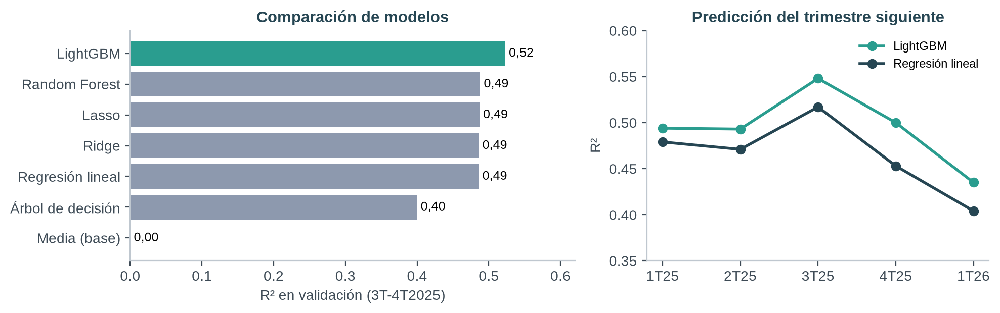 Comparación de modelos
LightGBM
0,52
Random Forest
0,49
Lasso
0,49
Ridge
0,49
Regresión lineal
0,49
Árbol de decisión
0,40
Media (base)
0,00
0.0 0.1 0.2 0.3 0.4 0.5 0.6
R² en validación (3T-4T2025)
Predicción del trimestre siguiente
LightGBM
Regresión lineal
R²
0.60
0.55
0.50
0.45
0.40
0.35
1T25 2T25 3T25 4T25 1T26